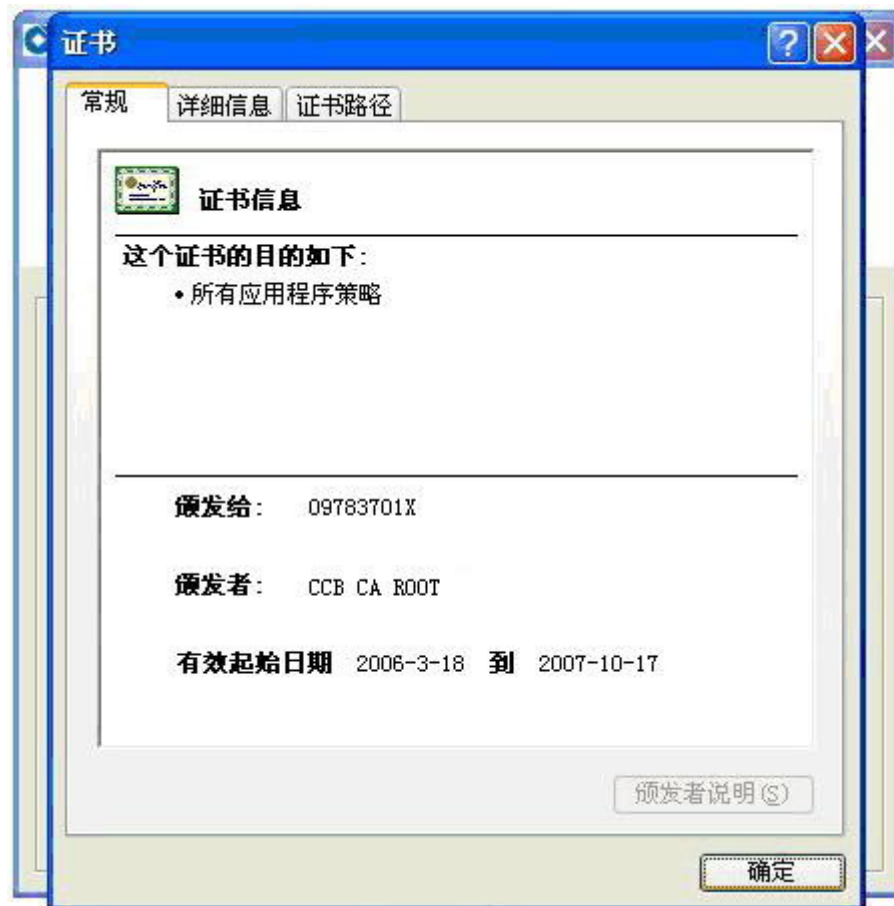 证书
常规 详细信息 证书路径
证书信息
这个证书的目的如下:
•所有应用程序策略
颁发给: 09783701X
颁发者: CCB CA ROOT
有效起始日期 2006-3-18 到 2007-10-17
颁发者说明(S)
确定